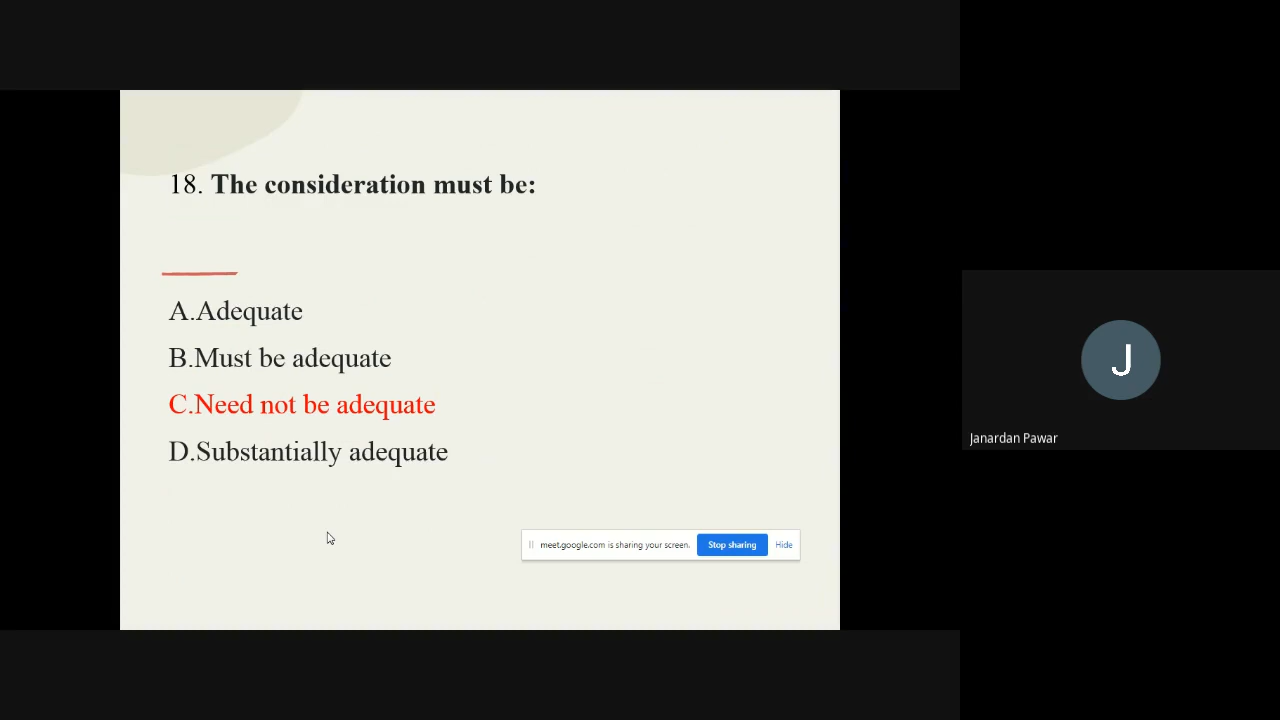 18. The consideration must be:
A.Adequate
B.Must be adequate
C.Need not be adequate
D.Substantially adequate
meet.google.com is sharing your screen. Stop sharing Hide
J
Janardan Pawar